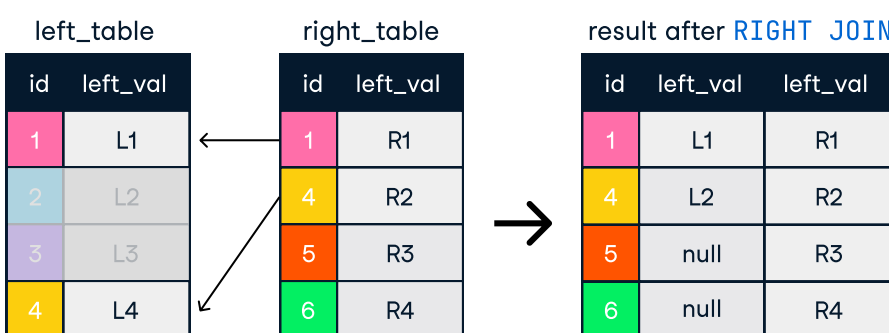 left_table right_table result after RIGHT JOIN
id left_val id left_val id left_val left_val
1 L1 1 R1 1 L1 R1
2 L2 4 R2 4 L2 R2
3 L3 5 R3 5 null R3
4 L4 6 R4 6 null R4